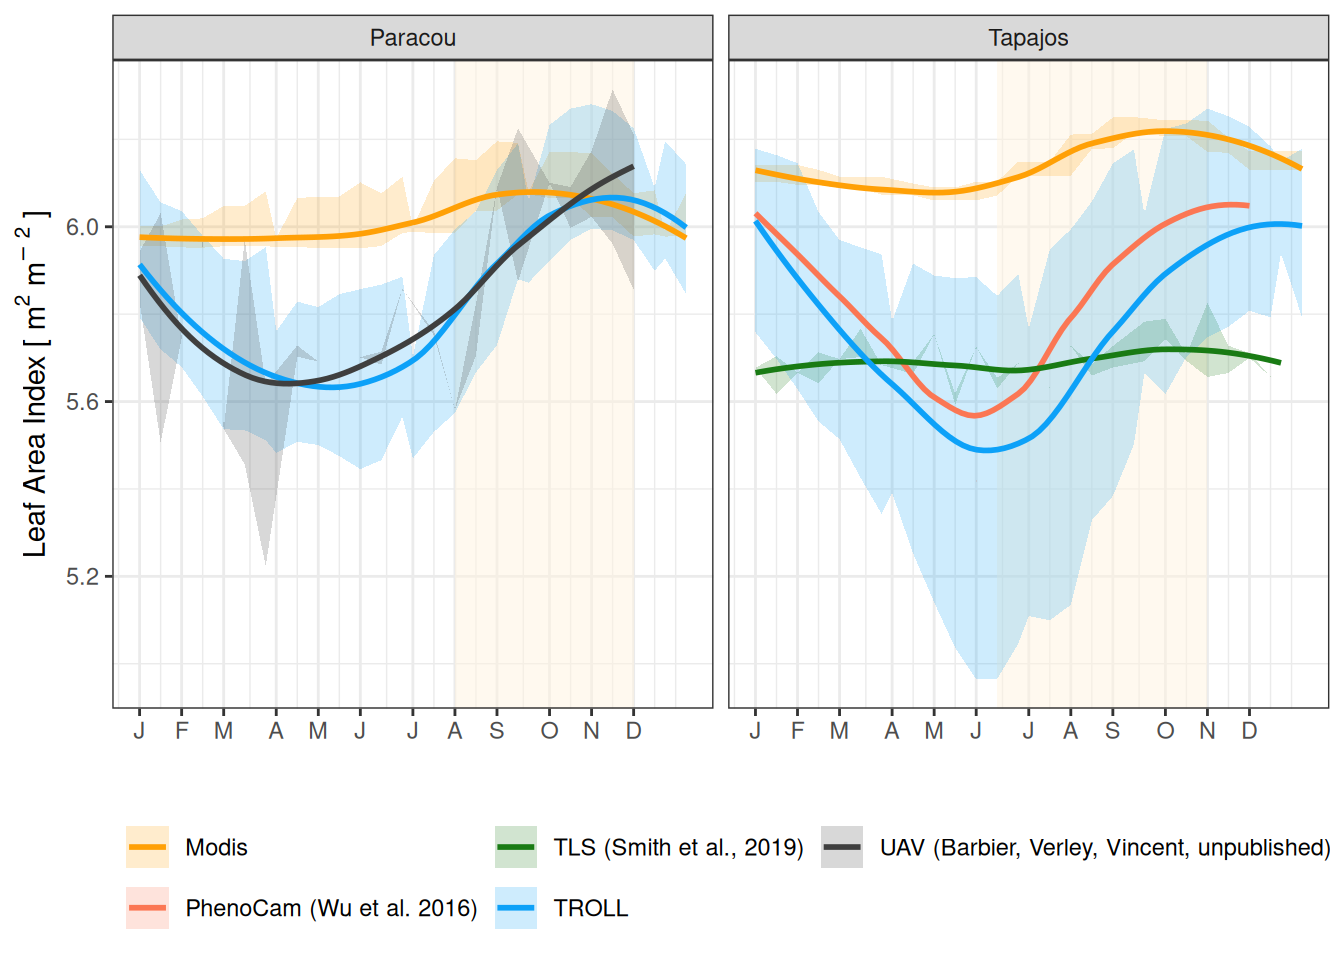 Paracou
Tapajos
Leaf Area Index [ m² m⁻² ]
6.0
5.6
5.2
J F M A M J J A S O N D
J F M A M J J A S O N D
Modis
TLS (Smith et al., 2019)
UAV (Barbier, Verley, Vincent, unpublished)
PhenoCam (Wu et al. 2016)
TROLL